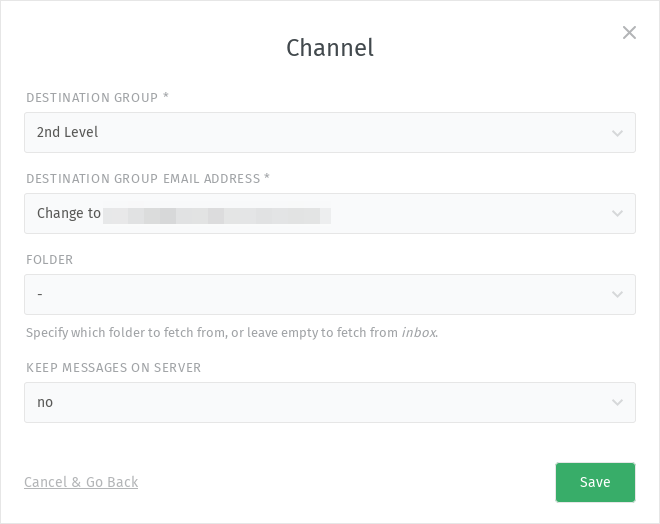 Channel
DESTINATION GROUP *
2nd Level
DESTINATION GROUP EMAIL ADDRESS *
Change to
FOLDER
-
Specify which folder to fetch from, or leave empty to fetch from inbox.
KEEP MESSAGES ON SERVER
no
Cancel & Go Back
Save